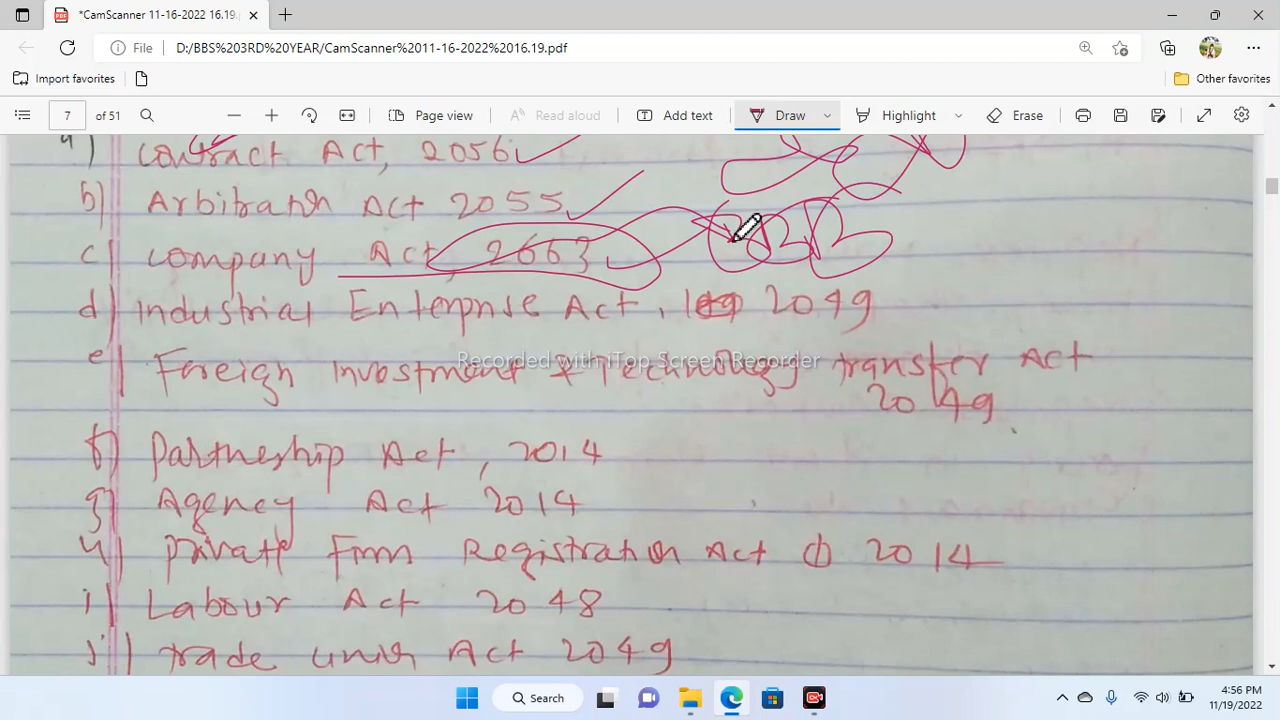 *CamScanner 11-16-2022 16.19.p
File D:/BBS%203RD%20YEAR/CamScanner%2011-16-2022%2016.19.pdf
Import favorites Other favorites
7 of 51 Page view Read aloud Add text Draw Highlight Erase
a) contract Act, 2056
b) Arbitration Act 2055
c) company Act, 2663
d) Industrial Enterprise Act, 2049
Recorded with iTop Screen Recorder
e) Foreign Investment & Technology transfer Act
2049
f) Partneship Act, 2014
g) Agency Act 2014
h) private Firm Registration Act 2014
i) Labour Act 2048
j) trade union Act 2049
Search
4:56 PM
11/19/2022